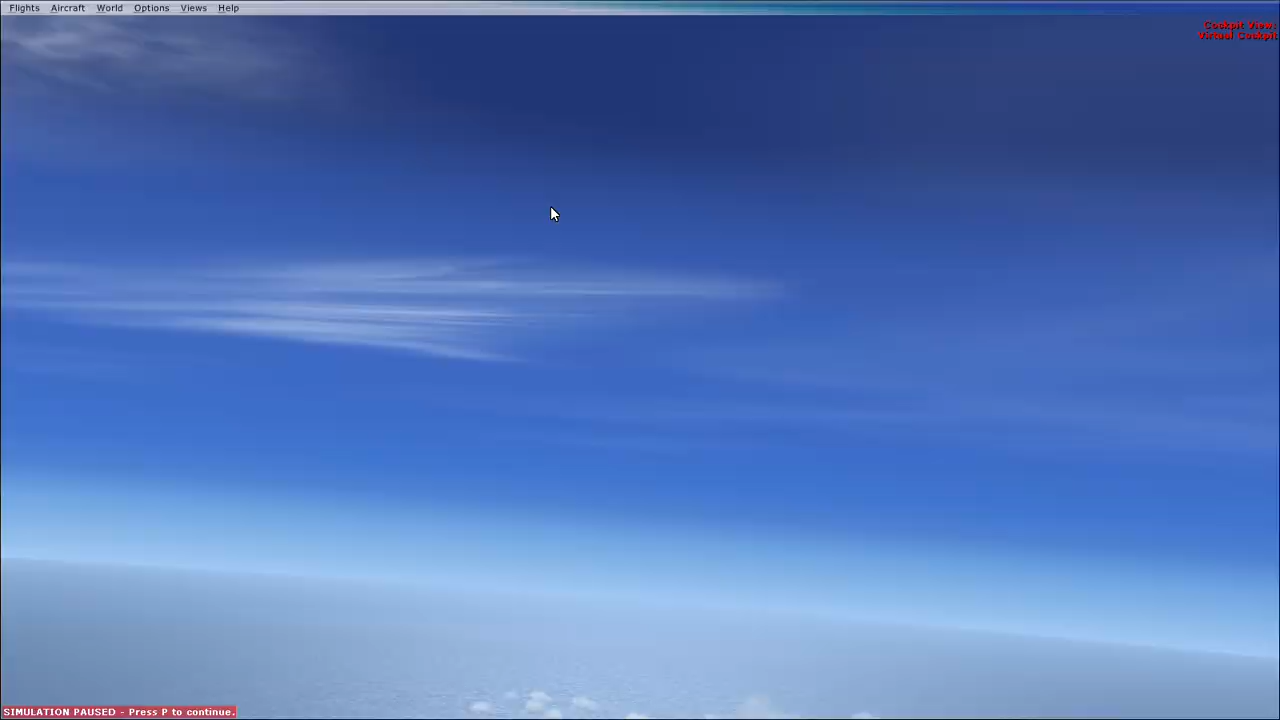 Flights Aircraft World Options Views Help
Cockpit View:
Virtual Cockpit
SIMULATION PAUSED - Press P to continue.